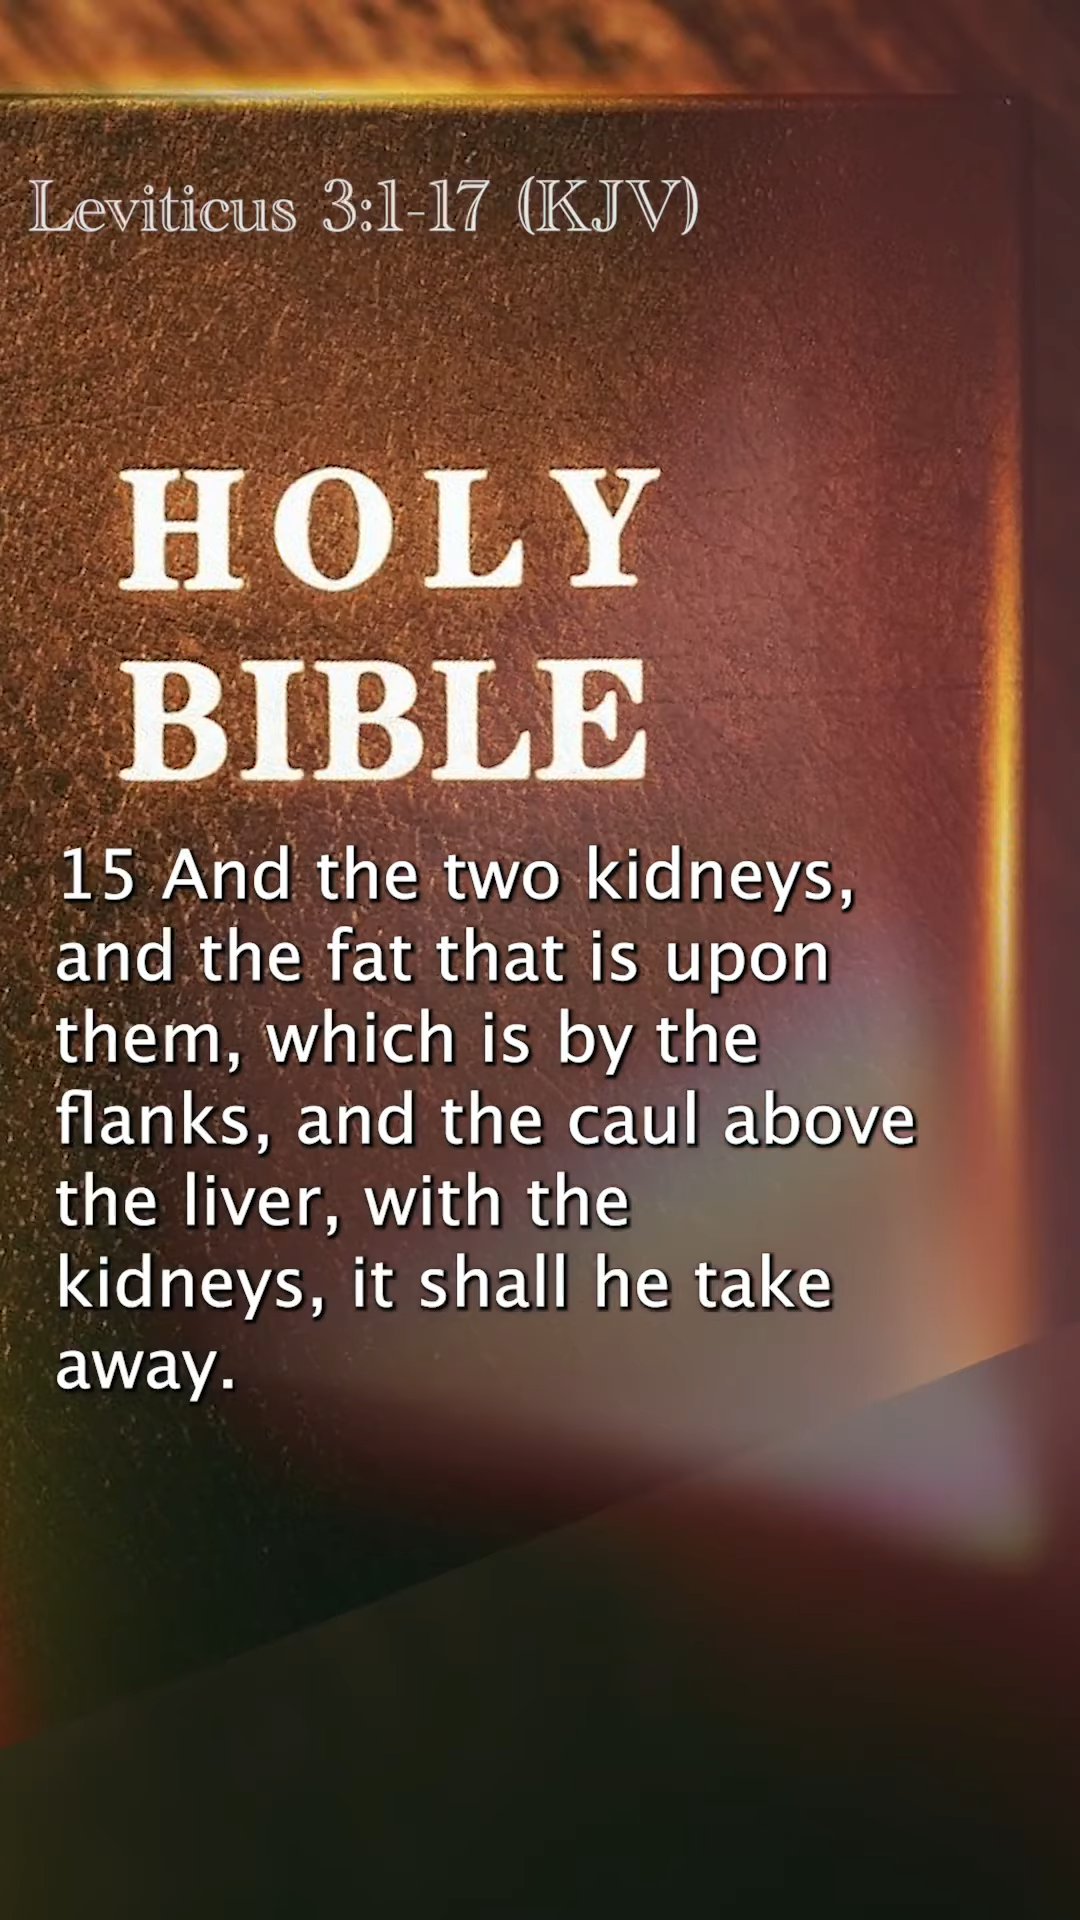 Leviticus 3:1-17 (KJV)
HOLY
BIBLE
15 And the two kidneys,
and the fat that is upon
them, which is by the
flanks, and the caul above
the liver, with the
kidneys, it shall he take
away.